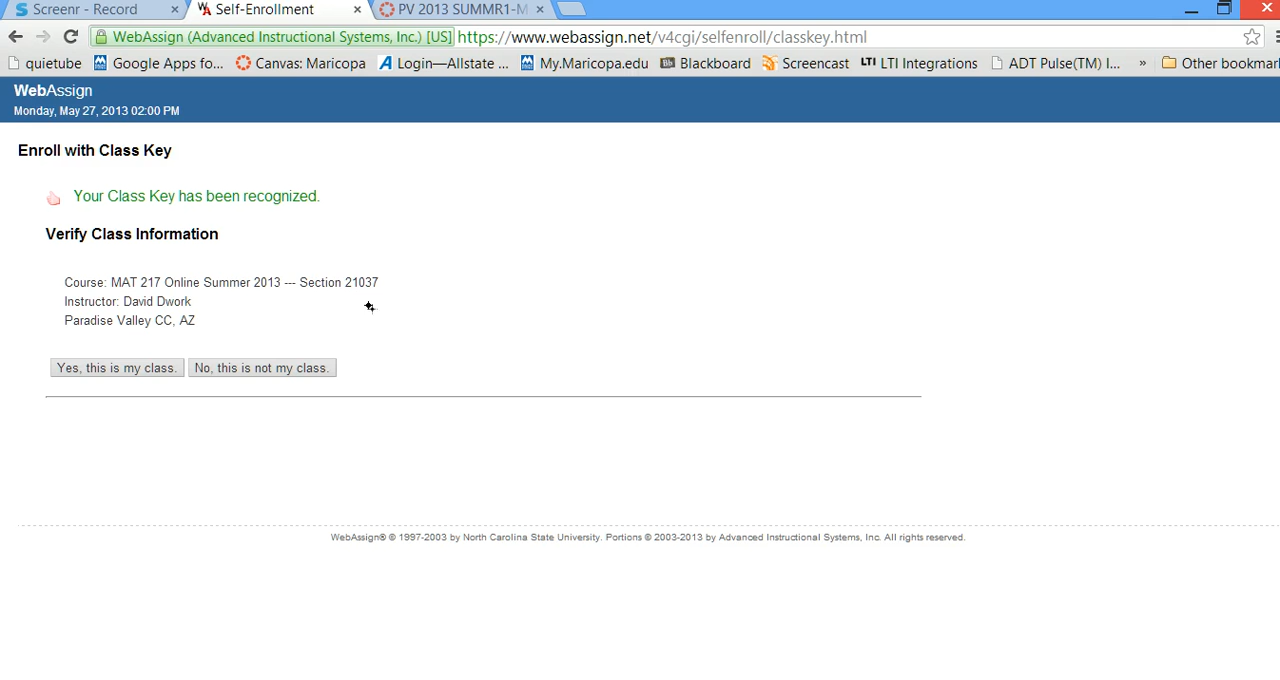 Screenr - Record
Self-Enrollment
PV 2013 SUMMR1-M
WebAssign (Advanced Instructional Systems, Inc.) [US] https://www.webassign.net/v4cgi/selfenroll/classkey.html
quietube Google Apps fo... Canvas: Maricopa Login—Allstate ... My.Maricopa.edu Blackboard Screencast LTI LTI Integrations ADT Pulse(TM) I... » Other bookmar
WebAssign
Monday, May 27, 2013 02:00 PM
Enroll with Class Key
Your Class Key has been recognized.
Verify Class Information
Course: MAT 217 Online Summer 2013 --- Section 21037
Instructor: David Dwork
Paradise Valley CC, AZ
Yes, this is my class. No, this is not my class.
WebAssign® © 1997-2003 by North Carolina State University. Portions © 2003-2013 by Advanced Instructional Systems, Inc. All rights reserved.